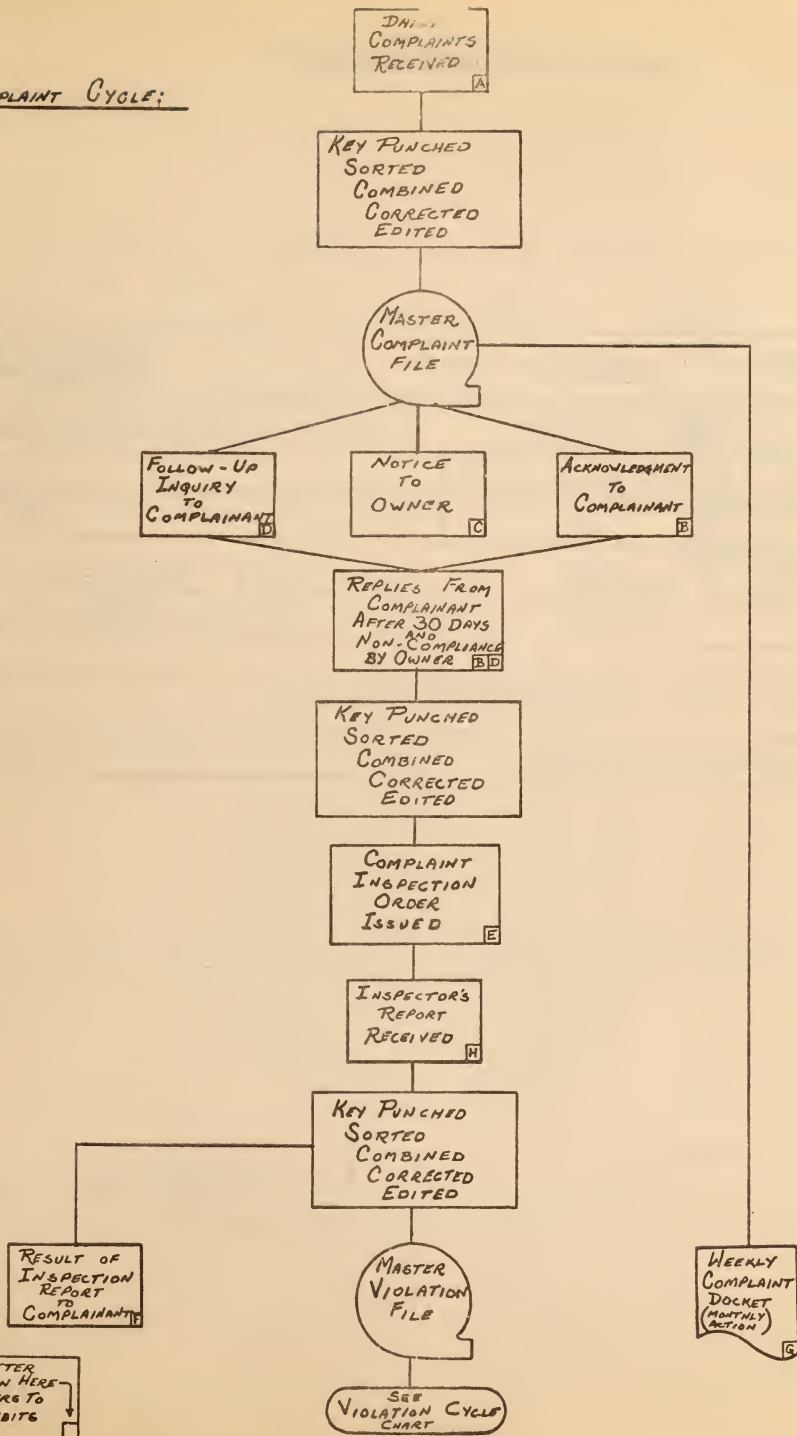 CYCLE:
COMPLAINTS
RECEIVED
A
KEY PUNCHED
SORTED
COMBINED
CORRECTED
EDITED
MASTER
COMPLAINT
FILE
FOLLOW-UP
INQUIRY
TO
COMPLAINANT
D
NOTICE
TO
OWNER
C
ACKNOWLEDGMENT
TO
COMPLAINANT
B
REPLIES FROM
COMPLAINANT
AFTER 30 DAYS
AND
NON-COMPLIANCE
BY OWNER
B D
KEY PUNCHED
SORTED
COMBINED
CORRECTED
EDITED
COMPLAINT
INSPECTION
ORDER
ISSUED
E
INSPECTOR'S
REPORT
RECEIVED
H
KEY PUNCHED
SORTED
COMBINED
CORRECTED
EDITED
RESULT OF
INSPECTION
REPORT
TO
COMPLAINANT
F
MASTER
VIOLATION
FILE
WEEKLY
COMPLAINT
DOCKET
(MONTHLY
ACTION)
G
HERE
TO
SEE
VIOLATION CYCLE
CHART